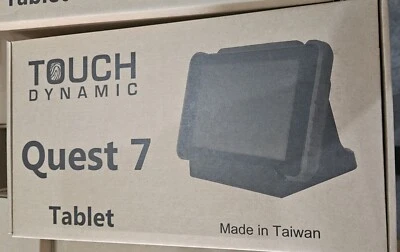 Tablet
TOUCH
DYNAMIC
Quest 7
Tablet
Made in Taiwan